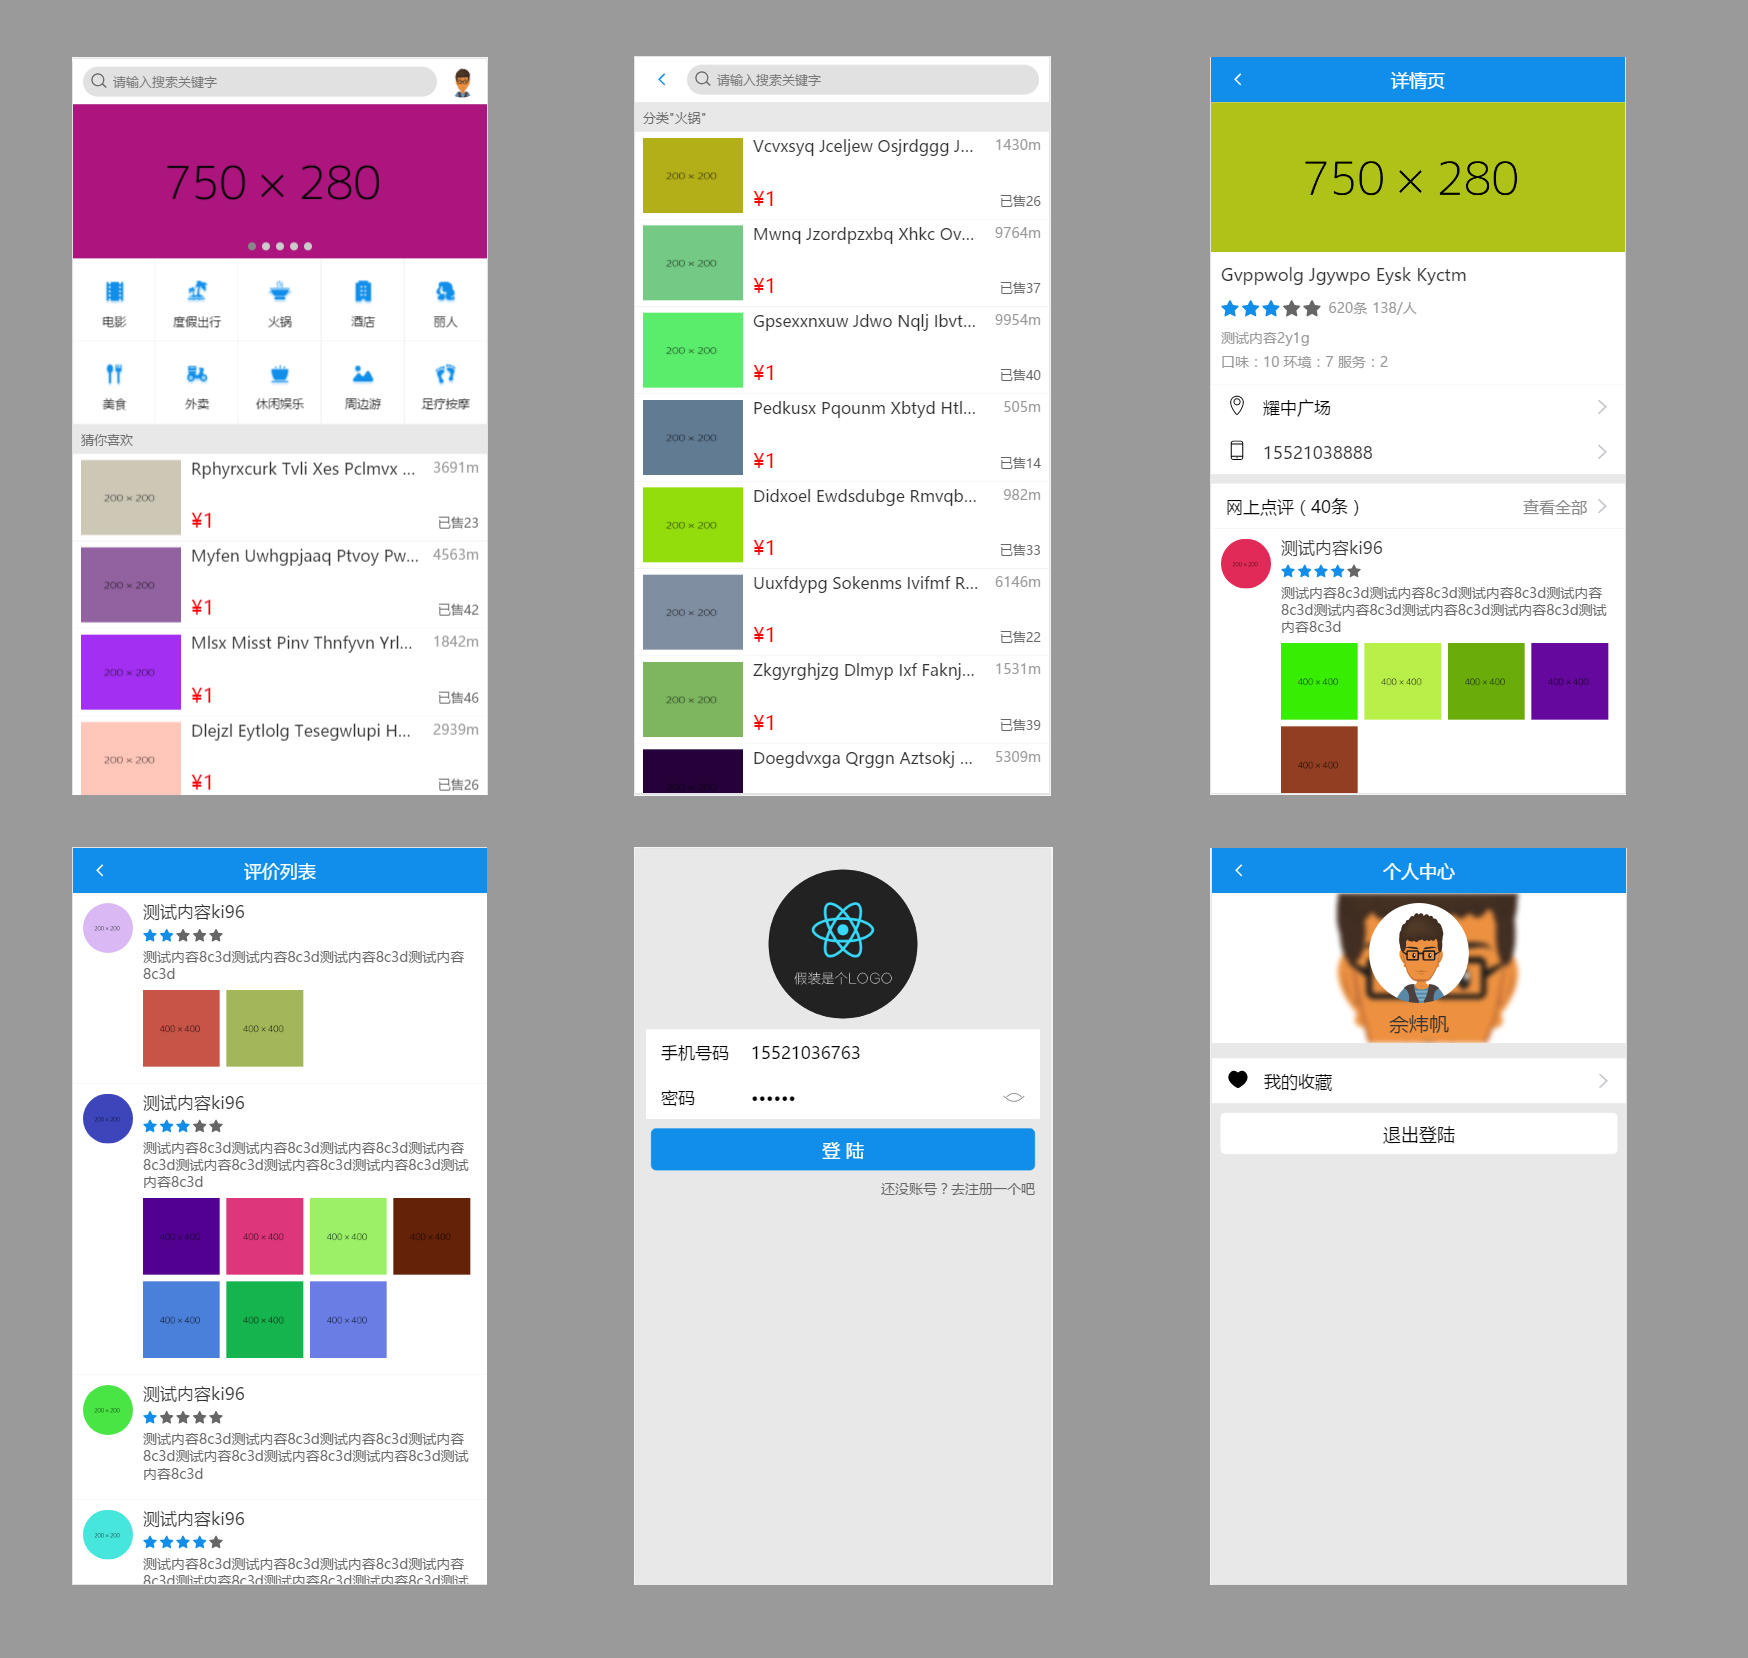 请输入搜索关键字
750 × 280
电影 度假出行 火锅 酒店 丽人
美食 外卖 休闲娱乐 周边游 足疗按摩
猜你喜欢
200 × 200
Rphyrxcurk Tvli Xes Pclmvx ... 3691m
¥1 已售23
200 × 200
Myfen Uwhgpjaaq Ptvoy Pw... 4563m
¥1 已售42
200 × 200
Mlsx Misst Pinv Thnfyvn Yrl... 1842m
¥1 已售46
200 × 200
Dlejzl Eytlolg Tesegwlupi H... 2939m
¥1 已售26
请输入搜索关键字
分类"火锅"
200 × 200
Vcvxsyq Jceljew Osjrdggg J... 1430m
¥1 已售26
200 × 200
Mwnq Jzordpzxbq Xhkc Ov... 9764m
¥1 已售37
200 × 200
Gpsexxnxuw Jdwo Nqlj Ibvt... 9954m
¥1 已售40
200 × 200
Pedkusx Pqounm Xbtyd Htl... 505m
¥1 已售14
200 × 200
Didxoel Ewdsdubge Rmvqb... 982m
¥1 已售33
200 × 200
Uuxfdypg Sokenms Ivifmf R... 6146m
¥1 已售22
200 × 200
Zkgyrghjzg Dlmyp Ixf Faknj... 1531m
¥1 已售39
Doegdvxga Qrggn Aztsokj ... 5309m
详情页
750 × 280
Gvppwolg Jgywpo Eysk Kyctm
620条 138/人
测试内容2y1g
口味：10 环境：7 服务：2
耀中广场
15521038888
网上点评（40条） 查看全部
200 × 200
测试内容ki96
测试内容8c3d测试内容8c3d测试内容8c3d测试内容
8c3d测试内容8c3d测试内容8c3d测试内容8c3d测试
内容8c3d
400 × 400 400 × 400 400 × 400 400 × 400
400 × 400
评价列表
200 × 200
测试内容ki96
测试内容8c3d测试内容8c3d测试内容8c3d测试内容
8c3d
400 × 400 400 × 400
200 × 200
测试内容ki96
测试内容8c3d测试内容8c3d测试内容8c3d测试内容
8c3d测试内容8c3d测试内容8c3d测试内容8c3d测试
内容8c3d
400 × 400 400 × 400 400 × 400 400 × 400
400 × 400 400 × 400 400 × 400
200 × 200
测试内容ki96
测试内容8c3d测试内容8c3d测试内容8c3d测试内容
8c3d测试内容8c3d测试内容8c3d测试内容8c3d测试
内容8c3d
200 × 200
测试内容ki96
测试内容8c3d测试内容8c3d测试内容8c3d测试内容
8c3d测试内容8c3d测试内容8c3d测试内容8c3d测试
假装是个LOGO
手机号码 15521036763
密码 ••••••
登 陆
还没账号？去注册一个吧
个人中心
佘炜帆
我的收藏
退出登陆